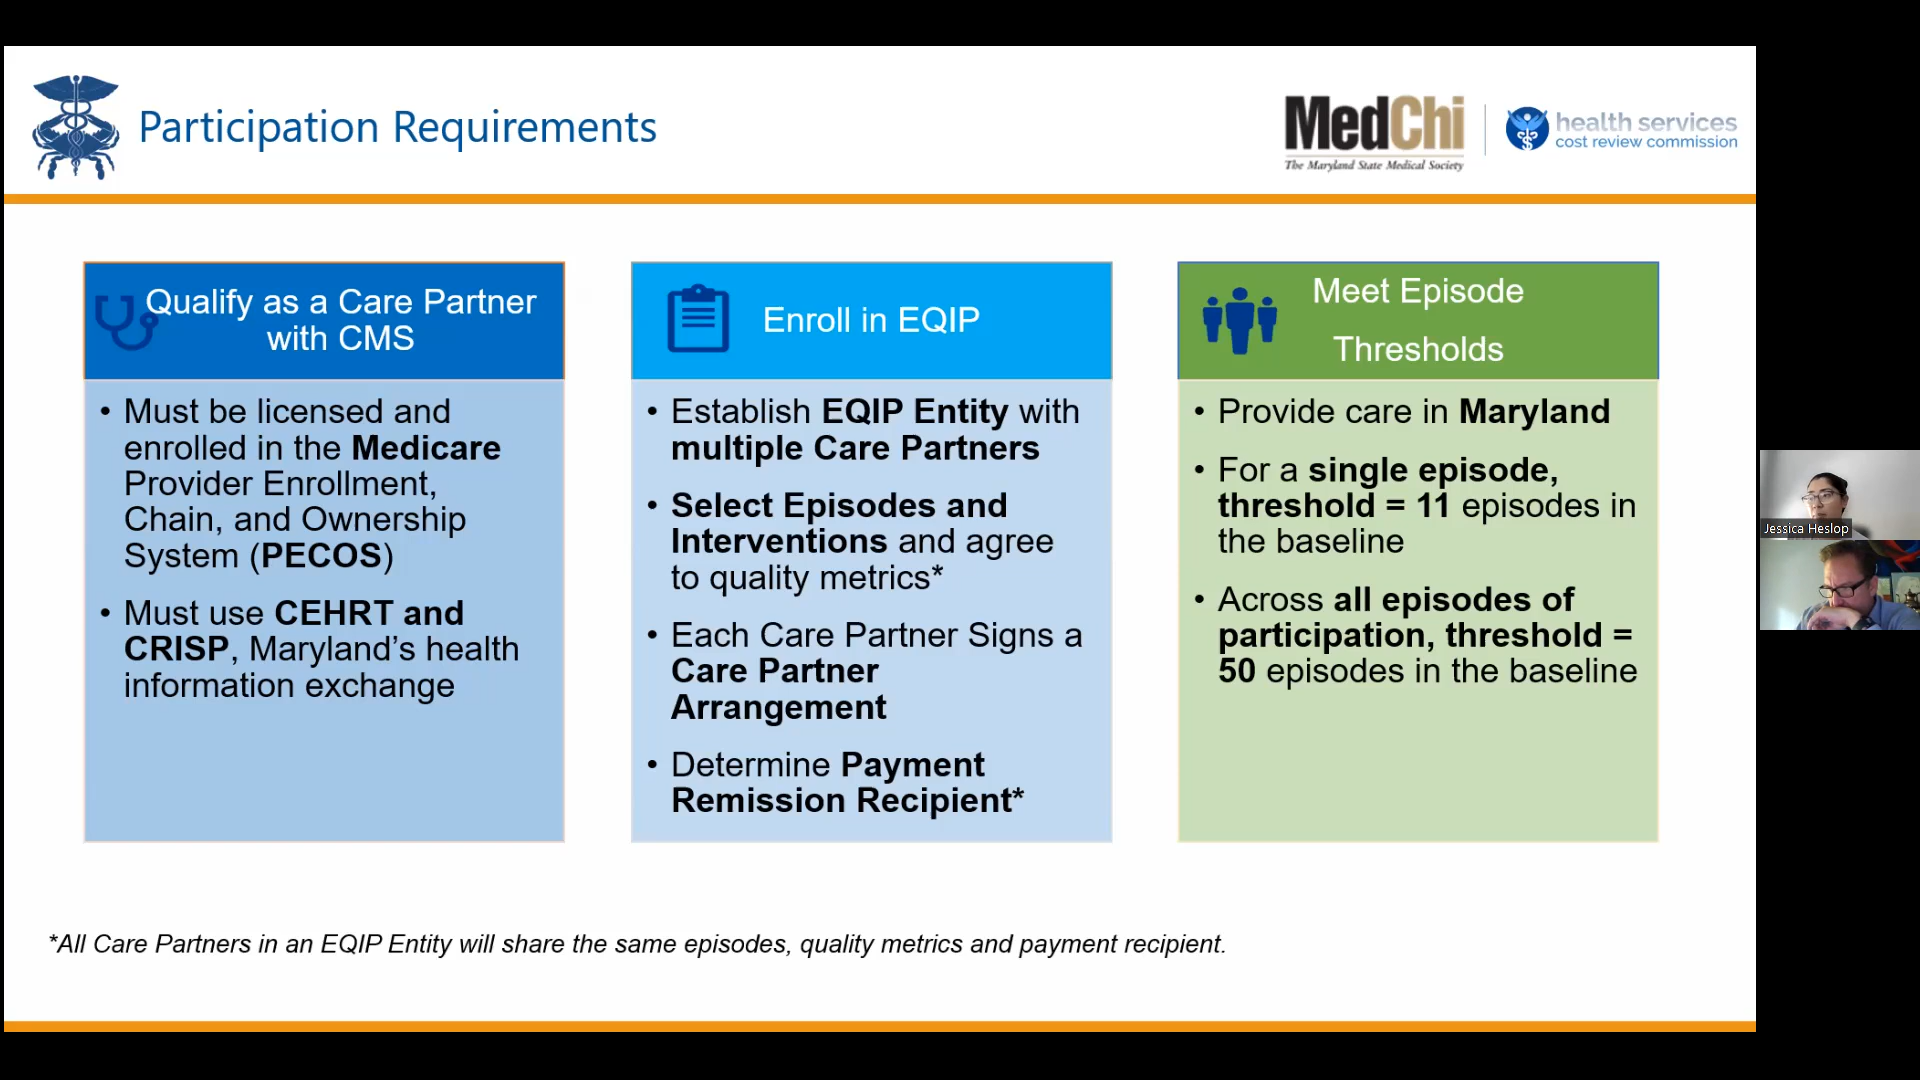 Participation Requirements
MedChi
The Maryland State Medical Society
health services
cost review commission
Qualify as a Care Partner
with CMS
• Must be licensed and
enrolled in the Medicare
Provider Enrollment,
Chain, and Ownership
System (PECOS)
• Must use CEHRT and
CRISP, Maryland’s health
information exchange
Enroll in EQIP
• Establish EQIP Entity with
multiple Care Partners
• Select Episodes and
Interventions and agree
to quality metrics*
• Each Care Partner Signs a
Care Partner
Arrangement
• Determine Payment
Remission Recipient*
Meet Episode
Thresholds
• Provide care in Maryland
• For a single episode,
threshold = 11 episodes in
the baseline
• Across all episodes of
participation, threshold =
50 episodes in the baseline
*All Care Partners in an EQIP Entity will share the same episodes, quality metrics and payment recipient.
Jessica Heslop